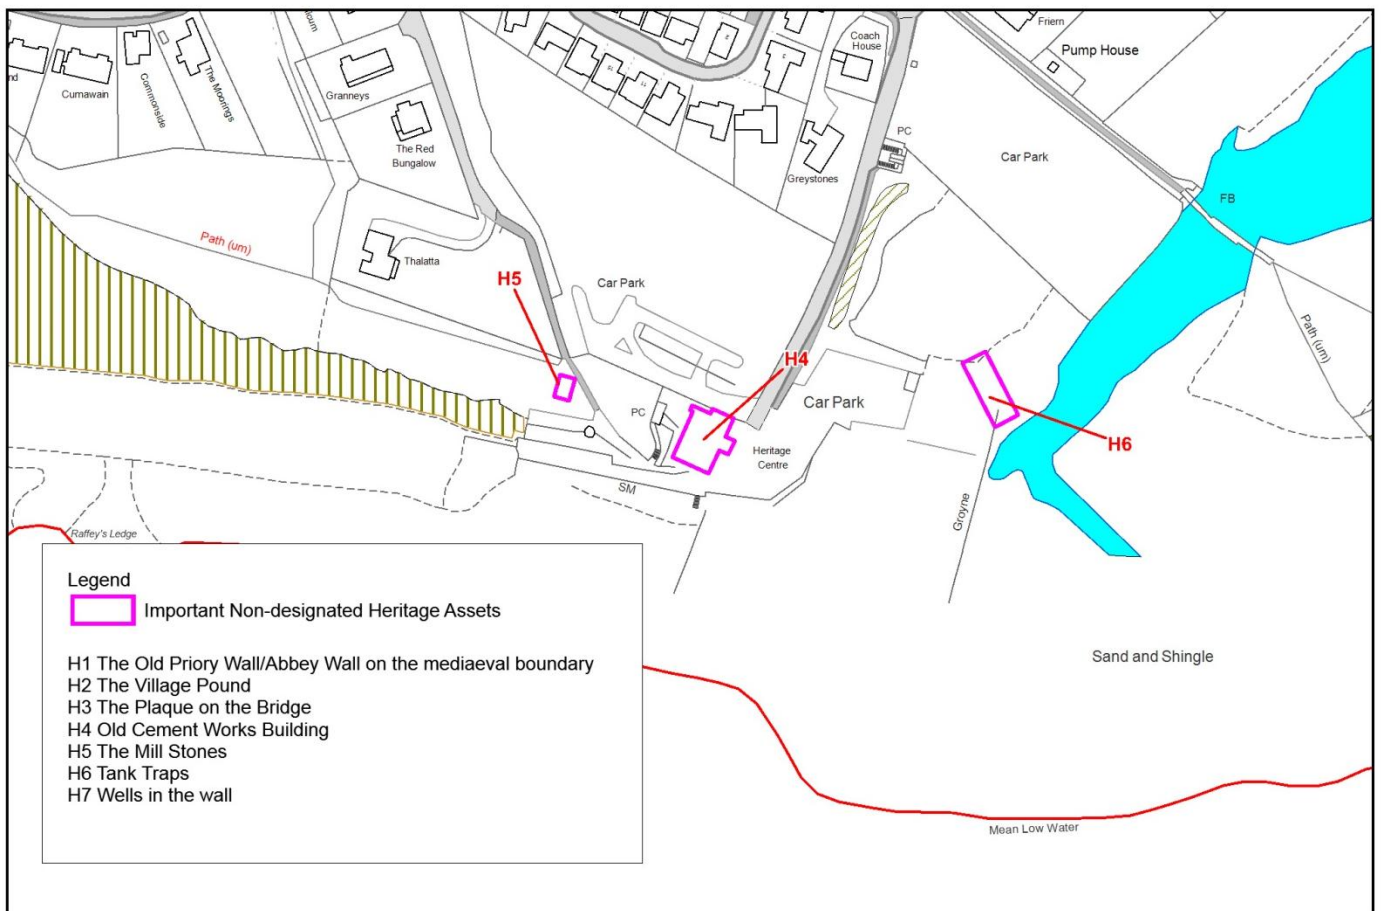 Friern
Pump House
Coach
House
Granneys
Cumawain
Commonside
The Moorings
The Red
Bungalow
PC
Car Park
Greystones
FB
Path (um)
Thalatta
H5
Car Park
Path (um)
H4
Car Park
PC
H6
Heritage
Centre
SM
Groyne
Raffey's Ledge
Legend
Important Non-designated Heritage Assets
H1 The Old Priory Wall/Abbey Wall on the mediaeval boundary
H2 The Village Pound
H3 The Plaque on the Bridge
H4 Old Cement Works Building
H5 The Mill Stones
H6 Tank Traps
H7 Wells in the wall
Sand and Shingle
Mean Low Water